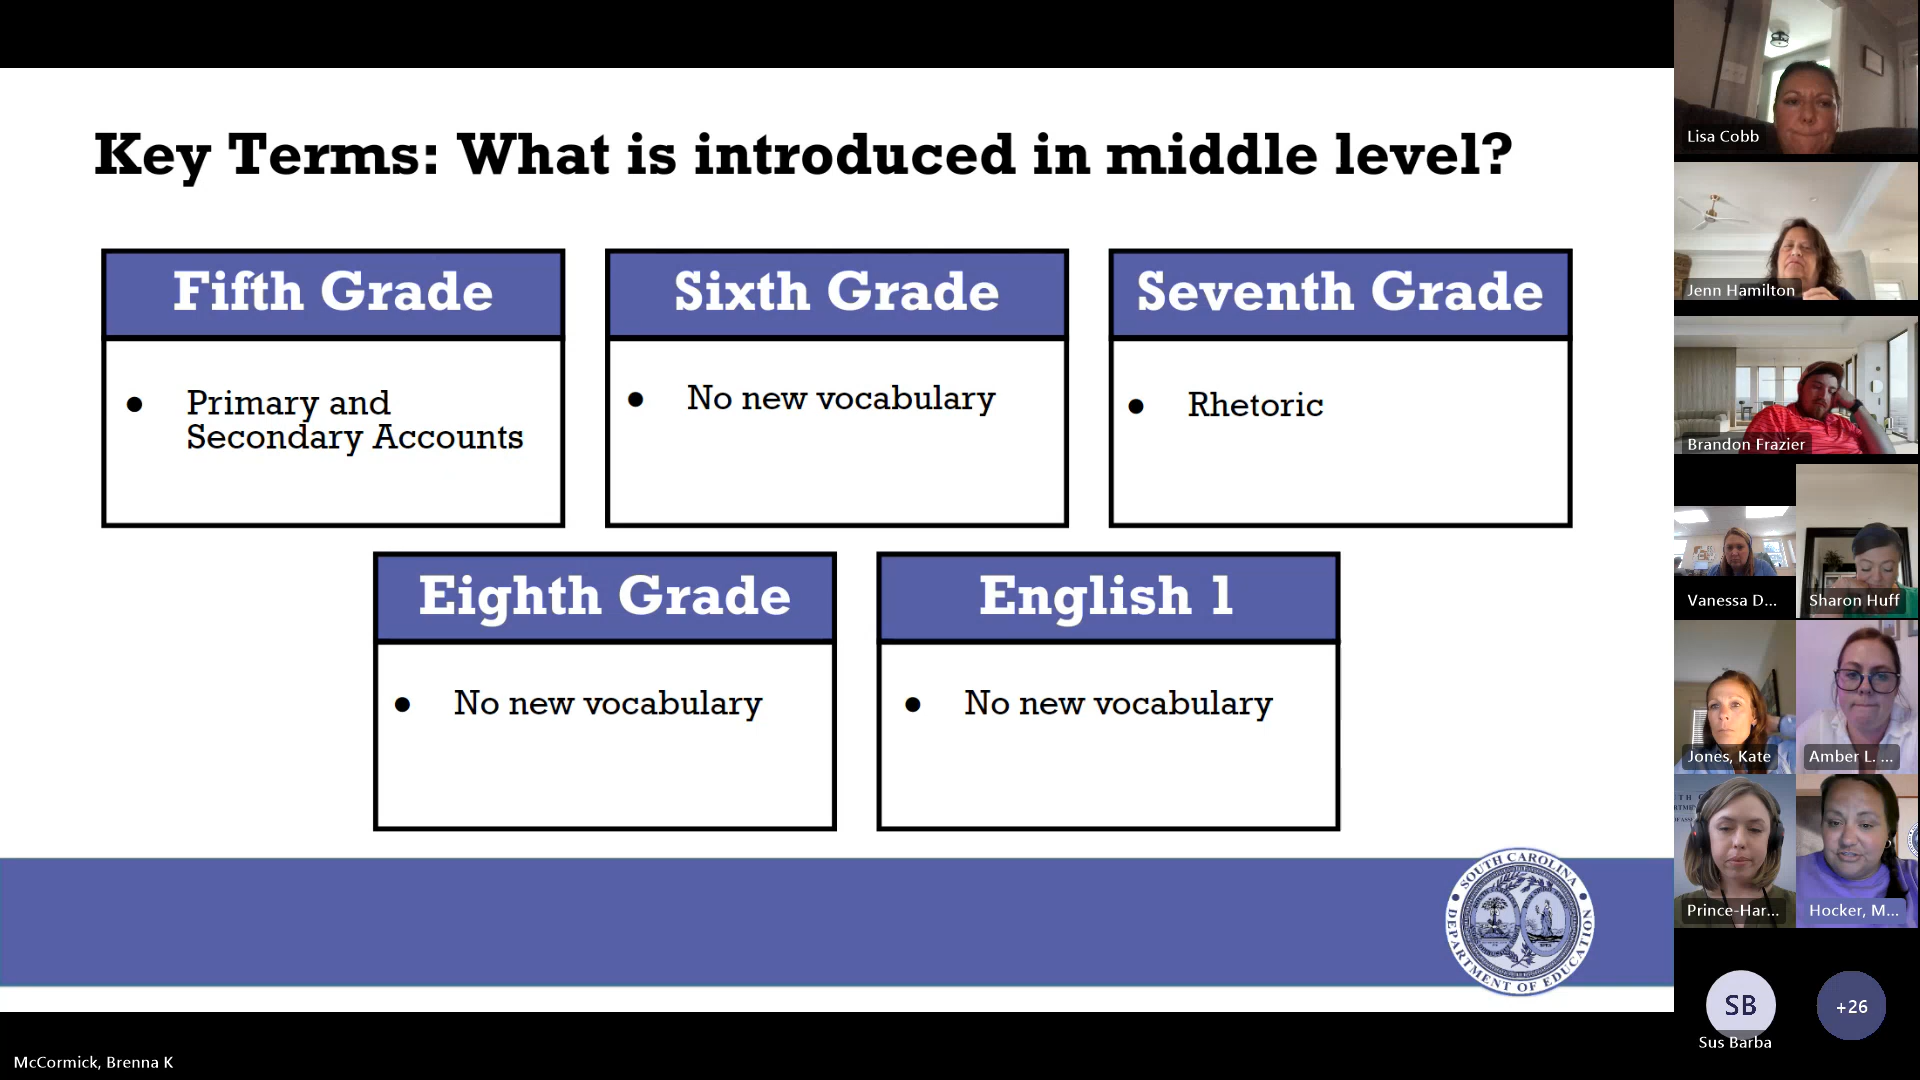 Key Terms: What is introduced in middle level?
Fifth Grade
● Primary and
Secondary Accounts
Sixth Grade
● No new vocabulary
Seventh Grade
● Rhetoric
Eighth Grade
● No new vocabulary
English 1
● No new vocabulary
SOUTH CAROLINA
DEPARTMENT OF EDUCATION
McCormick, Brenna K
Lisa Cobb
Jenn Hamilton
Brandon Frazier
Vanessa D...
Sharon Huff
Jones, Kate
Amber L. ...
Prince-Har...
Hocker, M...
SB
Sus Barba
+26